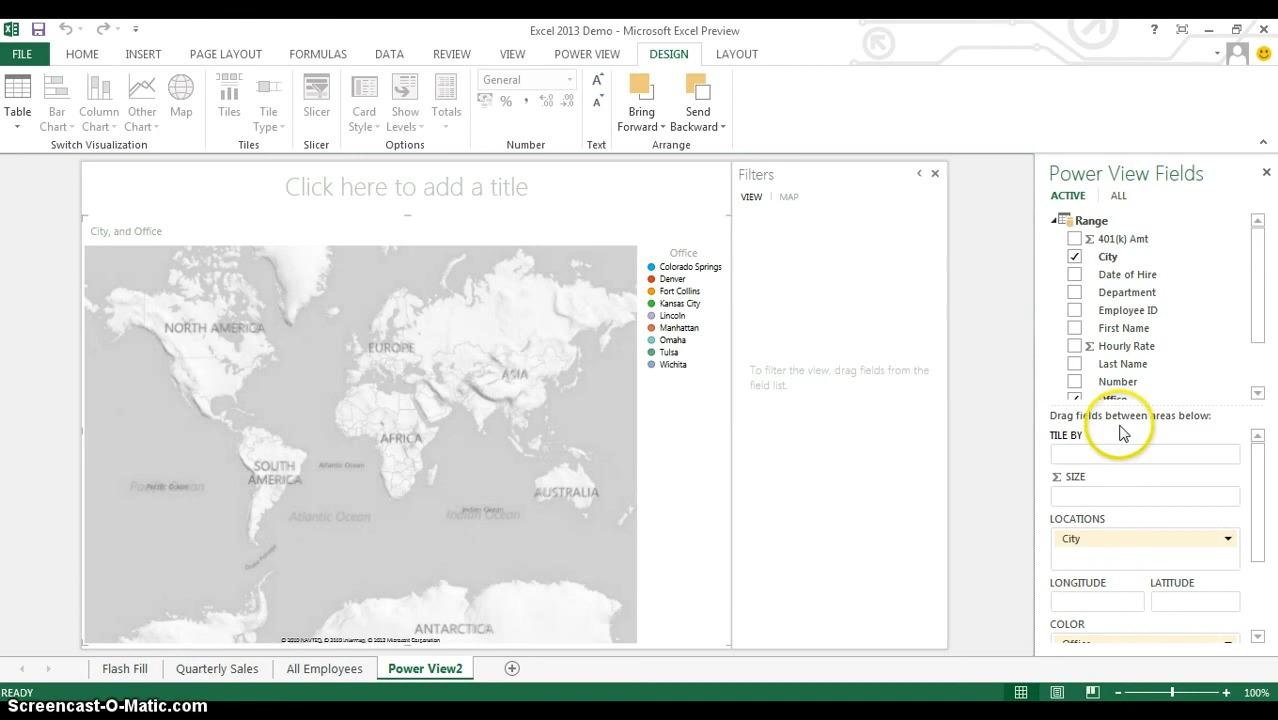 Excel 2013 Demo - Microsoft Excel Preview
FILE HOME INSERT PAGE LAYOUT FORMULAS DATA REVIEW VIEW POWER VIEW DESIGN LAYOUT
Table
Bar Chart
Column Chart
Other Chart
Map
Tiles
Tile Type
Slicer
Card Style
Show Levels
Totals
General
% , .00
A
A
Bring Forward
Send Backward
Switch Visualization Tiles Slicer Options Number Text Arrange
Click here to add a title
City, and Office
NORTH AMERICA
EUROPE
ASIA
AFRICA
SOUTH AMERICA
Atlantic Ocean
Pacific Ocean
Atlantic Ocean
Indian Ocean
AUSTRALIA
ANTARCTICA
Office
Colorado Springs
Denver
Fort Collins
Kansas City
Lincoln
Manhattan
Omaha
Tulsa
Wichita
Filters
VIEW | MAP
To filter the view, drag fields from the
field list.
Power View Fields
ACTIVE ALL
Range
Σ 401(k) Amt
City
Date of Hire
Department
Employee ID
First Name
Σ Hourly Rate
Last Name
Number
Office
Drag fields between areas below:
TILE BY
Σ SIZE
LOCATIONS
City
LONGITUDE LATITUDE
COLOR
Office
Flash Fill Quarterly Sales All Employees Power View2
READY 100%
Screencast-O-Matic.com